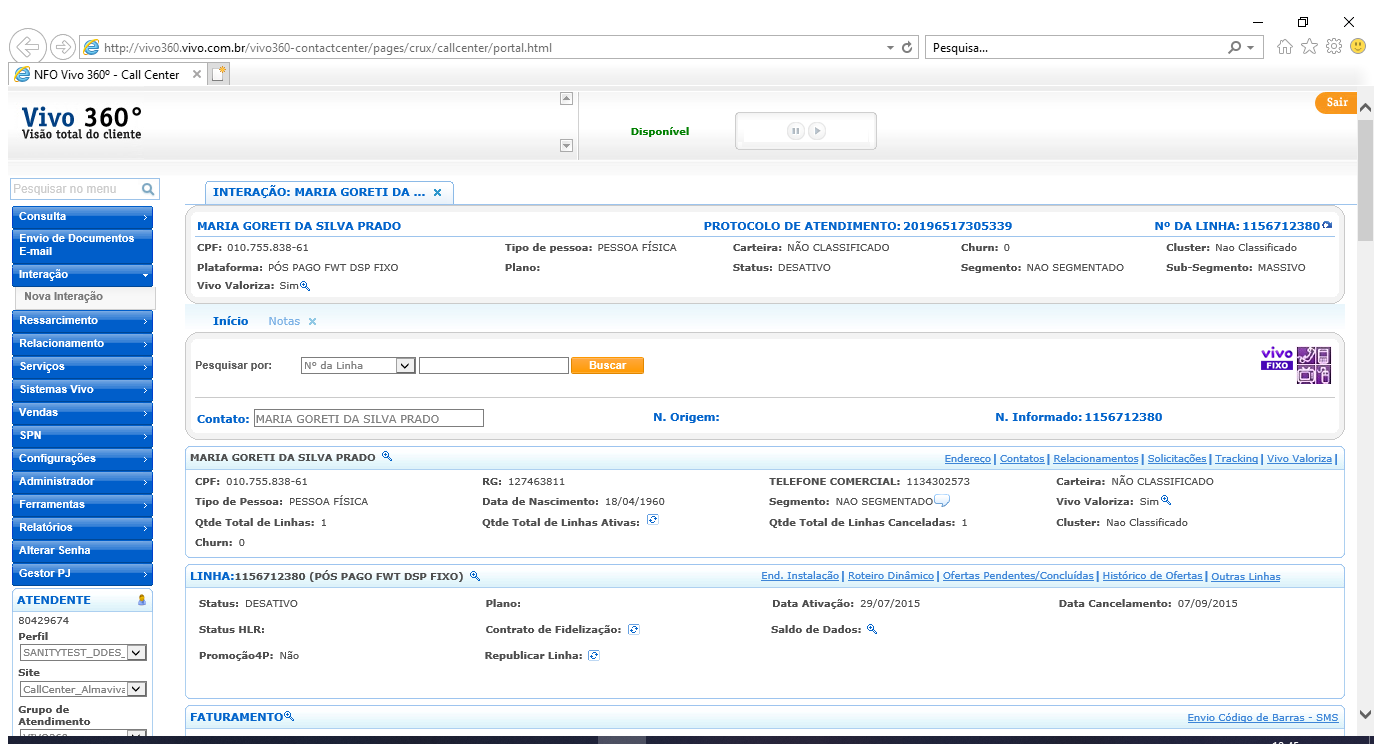 http://vivo360.vivo.com.br/vivo360-contactcenter/pages/crux/callcenter/portal.html
Pesquisa...
NFO Vivo 360º - Call Center
Vivo 360°
Visão total do cliente
Disponível
Sair
Pesquisar no menu
Consulta
Envio de Documentos
E-mail
Interação
Nova Interação
Ressarcimento
Relacionamento
Serviços
Sistemas Vivo
Vendas
SPN
Configurações
Administrador
Ferramentas
Relatórios
Alterar Senha
Gestor PJ
ATENDENTE
80429674
Perfil
SANITYTEST_DDES_
Site
CallCenter_Almaviva
Grupo de
Atendimento
INTERAÇÃO: MARIA GORETI DA ...
MARIA GORETI DA SILVA PRADO PROTOCOLO DE ATENDIMENTO: 20196517305339 Nº DA LINHA: 1156712380
CPF: 010.755.838-61 Tipo de pessoa: PESSOA FÍSICA Carteira: NÃO CLASSIFICADO Churn: 0 Cluster: Nao Classificado
Plataforma: PÓS PAGO FWT DSP FIXO Plano: Status: DESATIVO Segmento: NAO SEGMENTADO Sub-Segmento: MASSIVO
Vivo Valoriza: Sim
Início Notas
Pesquisar por: Nº da Linha Buscar
vivo
FIXO
Contato: MARIA GORETI DA SILVA PRADO N. Origem: N. Informado: 1156712380
MARIA GORETI DA SILVA PRADO Endereço | Contatos | Relacionamentos | Solicitações | Tracking | Vivo Valoriza |
CPF: 010.755.838-61 RG: 127463811 TELEFONE COMERCIAL: 1134302573 Carteira: NÃO CLASSIFICADO
Tipo de Pessoa: PESSOA FÍSICA Data de Nascimento: 18/04/1960 Segmento: NAO SEGMENTADO Vivo Valoriza: Sim
Qtde Total de Linhas: 1 Qtde Total de Linhas Ativas: Qtde Total de Linhas Canceladas: 1 Cluster: Nao Classificado
Churn: 0
LINHA:1156712380 (PÓS PAGO FWT DSP FIXO) End. Instalação | Roteiro Dinâmico | Ofertas Pendentes/Concluídas | Histórico de Ofertas | Outras Linhas
Status: DESATIVO Plano: Data Ativação: 29/07/2015 Data Cancelamento: 07/09/2015
Status HLR: Contrato de Fidelização: Saldo de Dados:
Promoção4P: Não Republicar Linha:
FATURAMENTO Envio Código de Barras - SMS